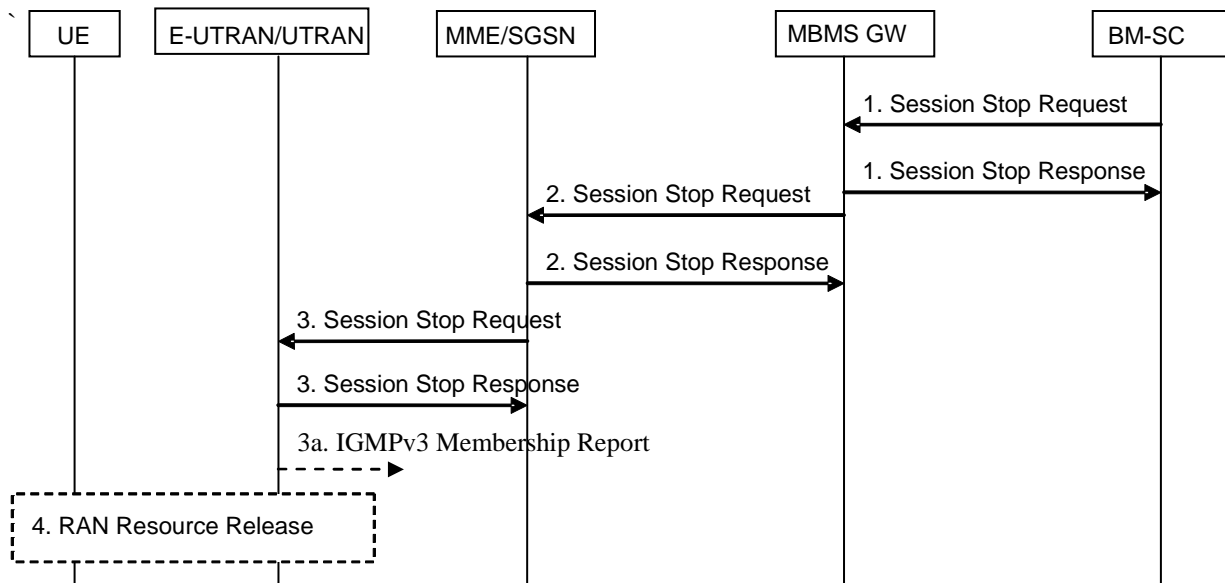 `
UE
E-UTRAN/UTRAN
MME/SGSN
MBMS GW
BM-SC
1. Session Stop Request
1. Session Stop Response
2. Session Stop Request
2. Session Stop Response
3. Session Stop Request
3. Session Stop Response
3a. IGMPv3 Membership Report
4. RAN Resource Release